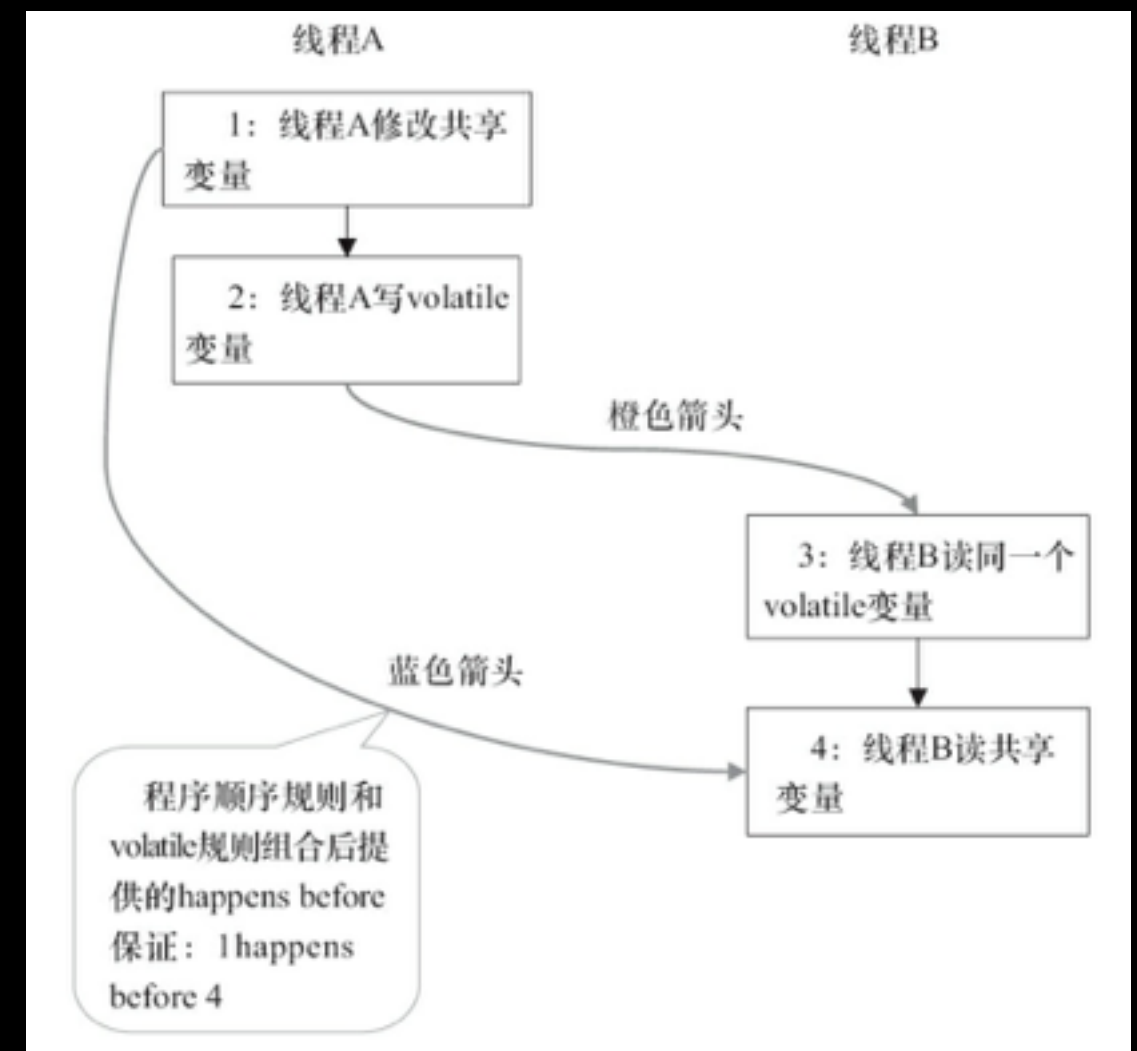 线程A
线程B
1：线程A修改共享
变量
2：线程A写volatile
变量
橙色箭头
3：线程B读同一个
volatile变量
蓝色箭头
4：线程B读共享
变量
程序顺序规则和
volatile规则组合后提
供的happens before
保证：1happens
before 4